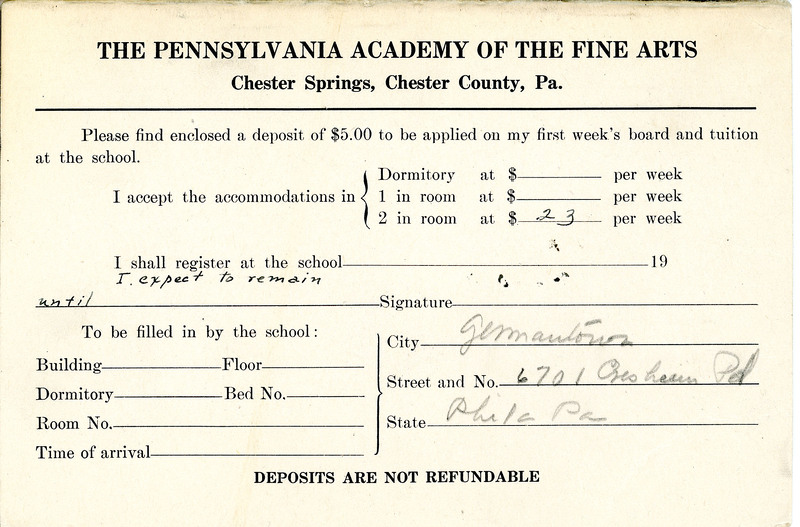 THE PENNSYLVANIA ACADEMY OF THE FINE ARTS
Chester Springs, Chester County, Pa.
Please find enclosed a deposit of $5.00 to be applied on my first week's board and tuition
at the school.
I accept the accommodations in
Dormitory at $ per week
1 in room at $ per week
2 in room at $ 23 per week
I shall register at the school 19
I expect to remain
until Signature
To be filled in by the school:
Building Floor
Dormitory Bed No.
Room No.
Time of arrival
City Germantown
Street and No. 6701 Cresheim Rd
State Phila Pa
DEPOSITS ARE NOT REFUNDABLE